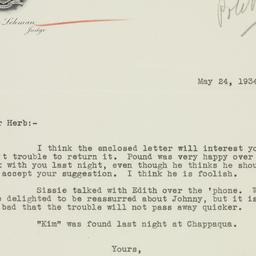 Lehman
Judge
May 24, 1934
Herb:-
I think the enclosed letter will interest yo
't trouble to return it. Pound was very happy over
k with you last night, even though he thinks he shou
accept your suggestion. I think he is foolish.
Sissie talked with Edith over the 'phone. W
e delighted to be reassurred about Johnny, but it is
bad that the trouble will not pass away quicker.
"Kim" was found last night at Chappaqua.
Yours,